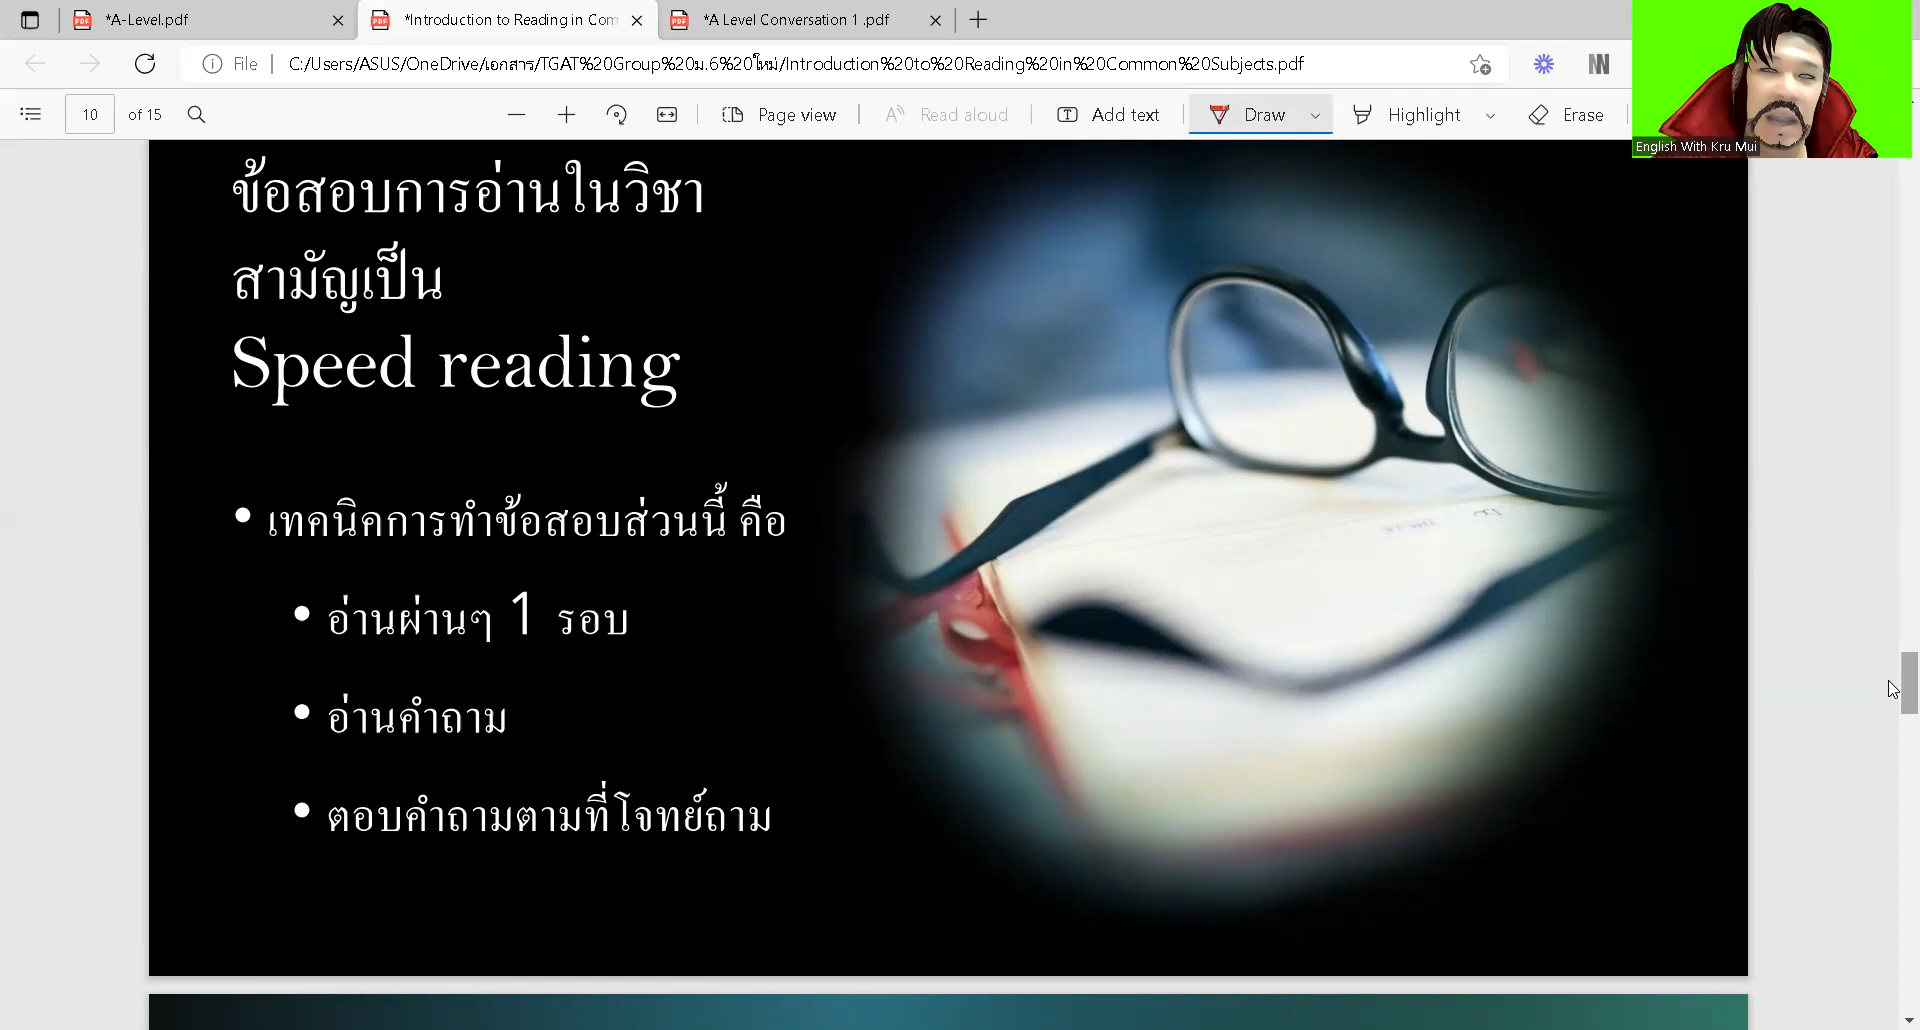 *A-Level.pdf
*Introduction to Reading in Com
*A Level Conversation 1 .pdf
File
C:/Users/ASUS/OneDrive/เอกสาร/TGAT%20Group%20ม.6%20ใหม่/Introduction%20to%20Reading%20in%20Common%20Subjects.pdf
10 of 15
Page view
Read aloud
Add text
Draw
Highlight
Erase
English With Kru Mui
ข้อสอบการอ่านในวิชา
สามัญเป็น
Speed reading
• เทคนิคการทำข้อสอบส่วนนี้ คือ
• อ่านผ่านๆ 1 รอบ
• อ่านคำถาม
• ตอบคำถามตามที่โจทย์ถาม